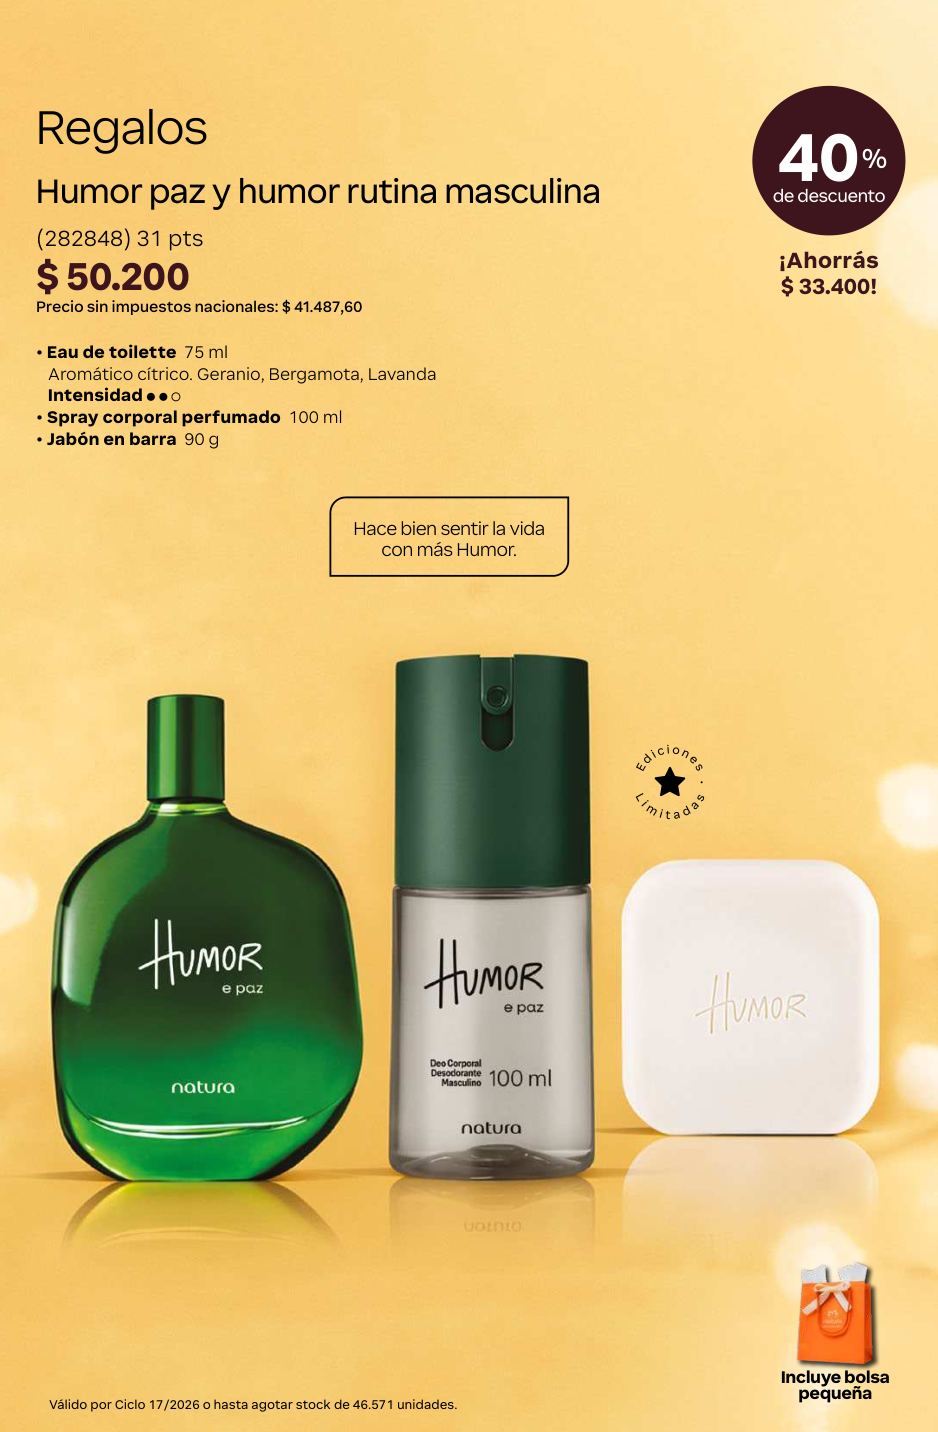 Regalos
Humor paz y humor rutina masculina
(282848) 31 pts
$ 50.200
Precio sin impuestos nacionales: $ 41.487,60
• Eau de toilette 75 ml
Aromático cítrico. Geranio, Bergamota, Lavanda
Intensidad ●●○
• Spray corporal perfumado 100 ml
• Jabón en barra 90 g
40%
de descuento
¡Ahorrás
$ 33.400!
Hace bien sentir la vida
con más Humor.
Ediciones · Limitadas
HUMOR
e paz
natura
HUMOR
e paz
Deo Corporal
Desodorante
Masculino
100 ml
natura
HUMOR
natura
Incluye bolsa
pequeña
Válido por Ciclo 17/2026 o hasta agotar stock de 46.571 unidades.